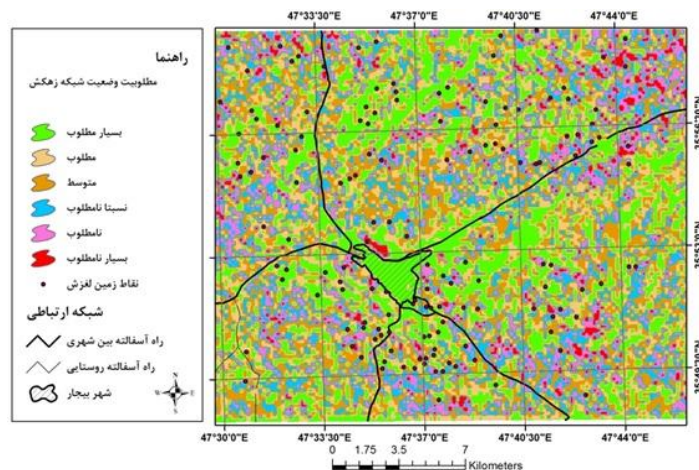 47°33'30"E 47°37'0"E 47°40'30"E 47°44'0"E
راهنما
مطلوبیت وضعیت شبکه زهکش
بسیار مطلوب
مطلوب
متوسط
نسبتا نامطلوب
نامطلوب
بسیار نامطلوب
نقاط زمین لغزش
شبکه ارتباطی
راه آسفالته بین شهری
راه آسفالته روستایی
شهر بیجار
N
W E
S
47°30'0"E 47°33'30"E 47°37'0"E 47°40'30"E 47°44'0"E
0 1.75 3.5 7
Kilometers